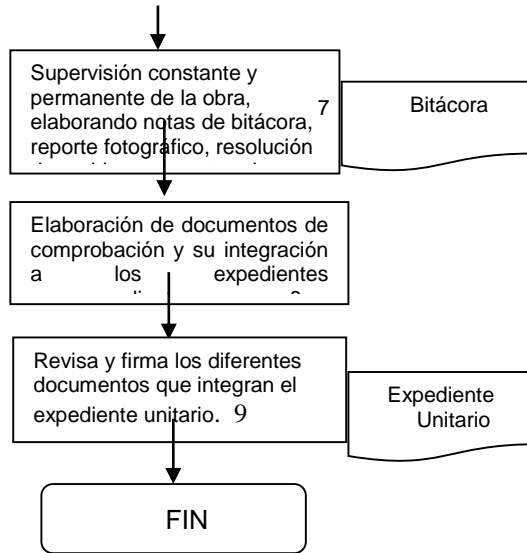 Supervisión constante y
permanente de la obra,
elaborando notas de bitácora, 7
reporte fotográfico, resolución
Bitácora
Elaboración de documentos de
comprobación y su integración
a los expedientes
Revisa y firma los diferentes
documentos que integran el
expediente unitario. 9
Expediente
Unitario
FIN